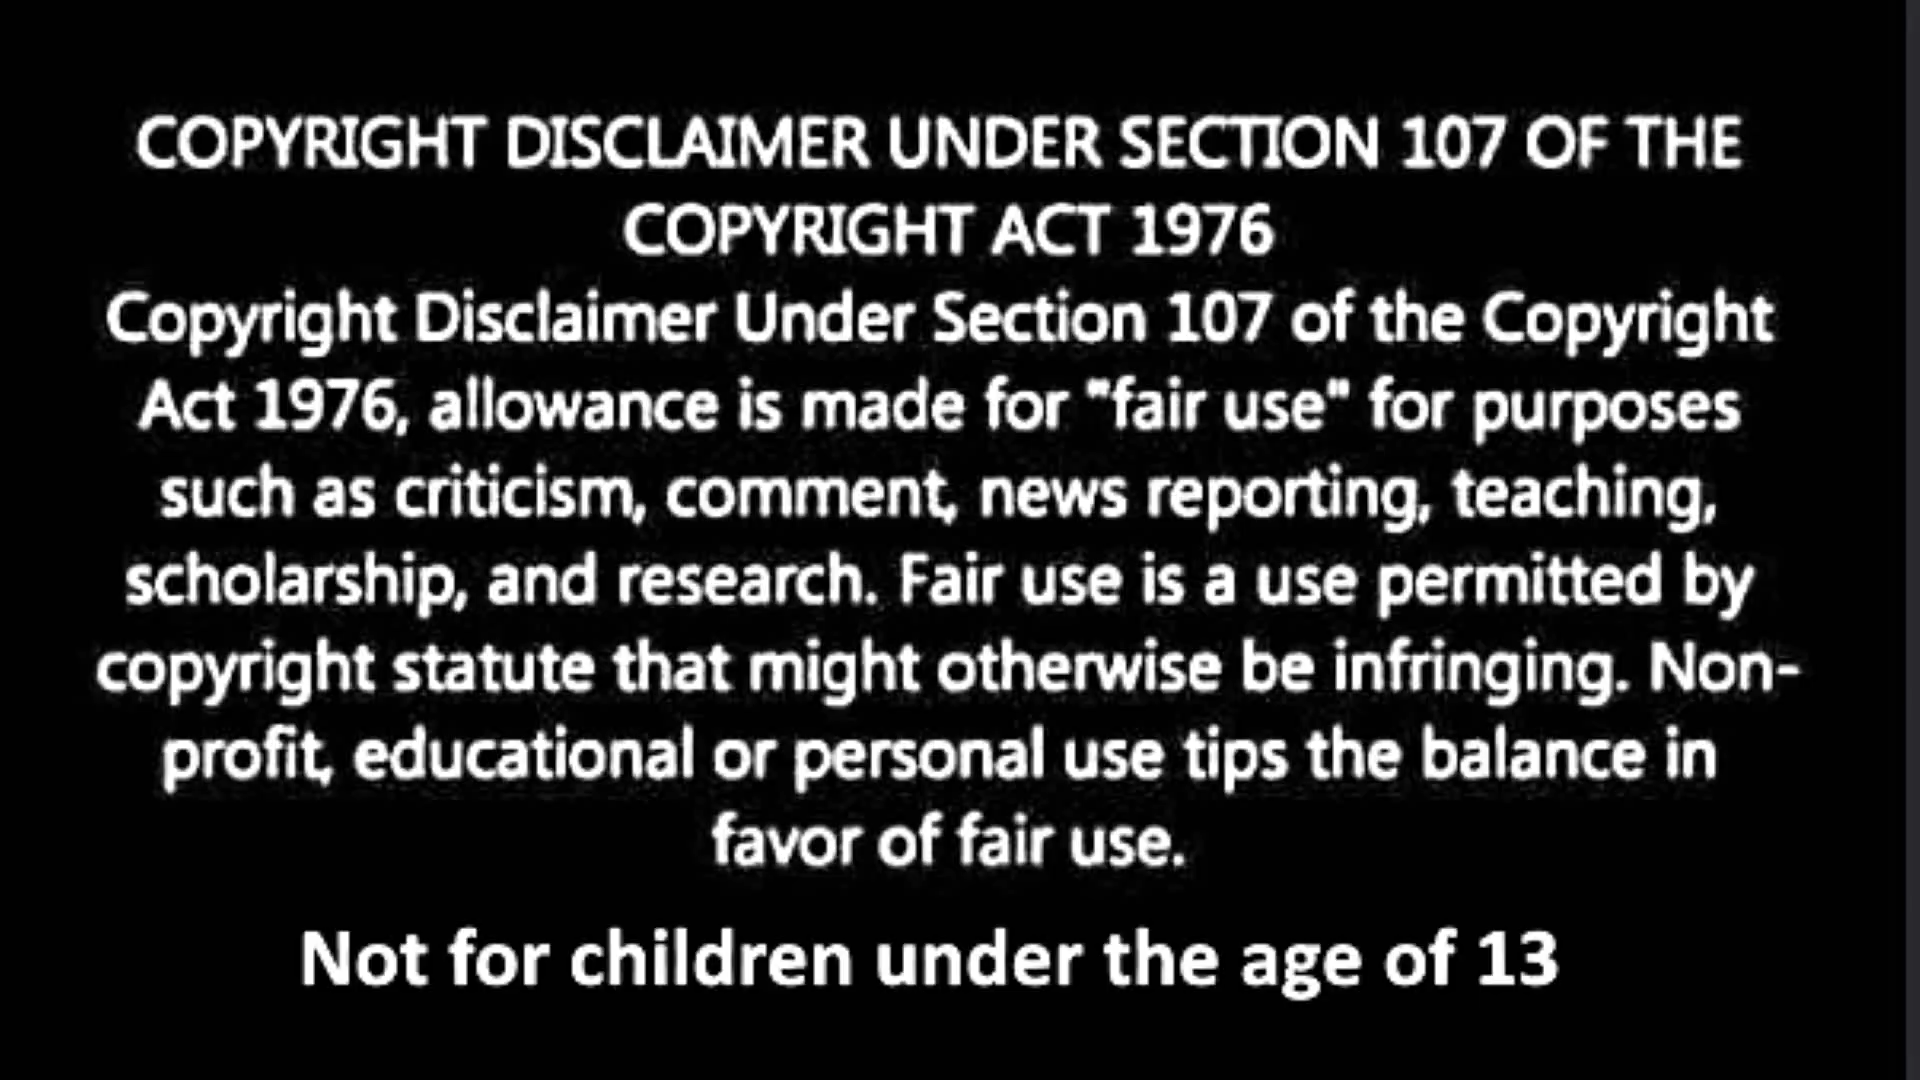 COPYRIGHT DISCLAIMER UNDER SECTION 107 OF THE
COPYRIGHT ACT 1976
Copyright Disclaimer Under Section 107 of the Copyright
Act 1976, allowance is made for "fair use" for purposes
such as criticism, comment, news reporting, teaching,
scholarship, and research. Fair use is a use permitted by
copyright statute that might otherwise be infringing. Non-
profit, educational or personal use tips the balance in
favor of fair use.
Not for children under the age of 13